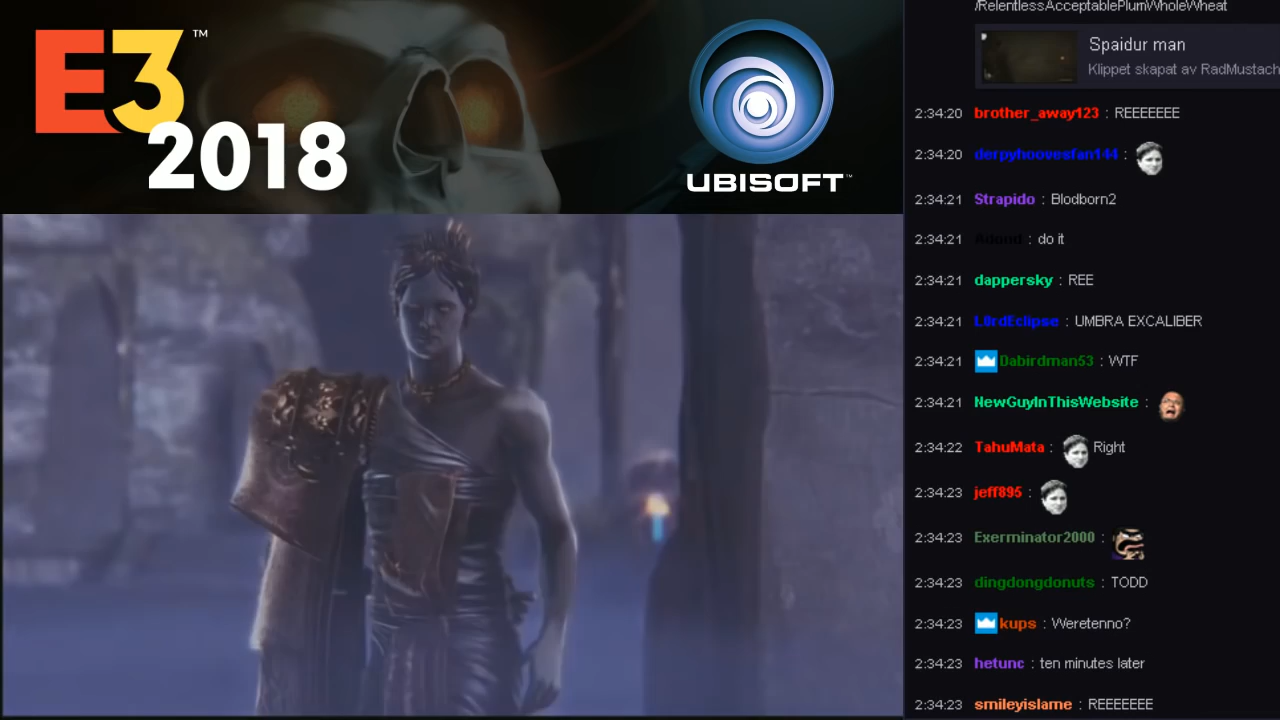 E3™
2018
UBISOFT™
/RelentlessAcceptablePlumWholeWheat
Spaidur man
Klippet skapat av RadMustach
2:34:20 brother_away123 : REEEEEEE
2:34:20 derpyhoovesfan144 :
2:34:21 Strapido : Blodborn2
2:34:21 Adond : do it
2:34:21 dappersky : REE
2:34:21 L0rdEclipse : UMBRA EXCALIBER
2:34:21 Dabirdman53 : WTF
2:34:21 NewGuyInThisWebsite :
2:34:22 TahuMata : Right
2:34:23 jeff895 :
2:34:23 Exerminator2000 :
2:34:23 dingdongdonuts : TODD
2:34:23 kups : Weretenno?
2:34:23 hetunc : ten minutes later
2:34:23 smileyislame : REEEEEEE